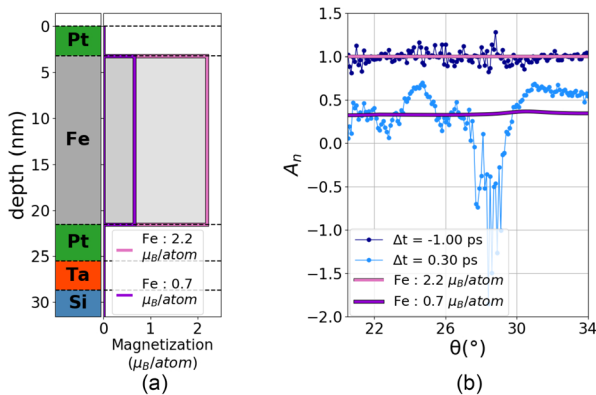 0
5
10
15
20
25
30
depth (nm)
Pt
Fe
Pt
Ta
Si
Fe : 2.2
μB/atom
Fe : 0.7
μB/atom
0 1 2
Magnetization
(μB/atom)
(a)
1.5
1.0
0.5
0.0
−0.5
−1.0
−1.5
−2.0
An
Δt = -1.00 ps
Δt = 0.30 ps
Fe : 2.2 μB/atom
Fe : 0.7 μB/atom
22 26 30 34
θ(°)
(b)